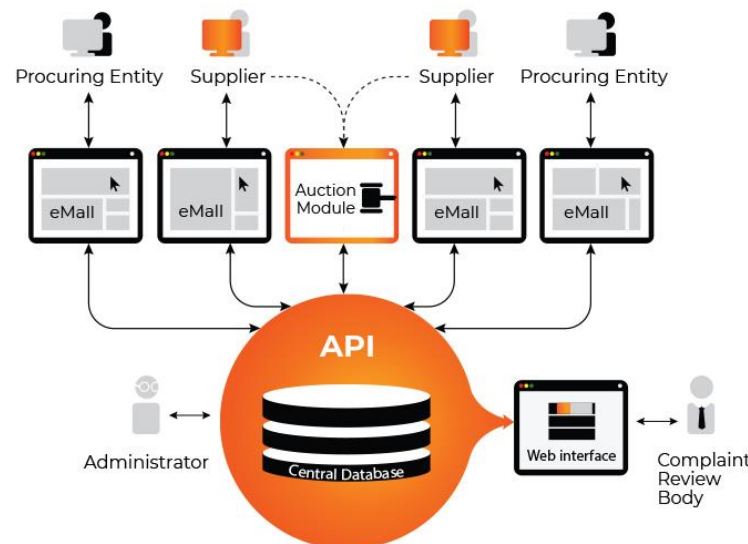 Procuring Entity
Supplier
Supplier
Procuring Entity
eMall
eMall
Auction
Module
eMall
eMall
API
Central Database
Administrator
Web interface
Complaint
Review
Body